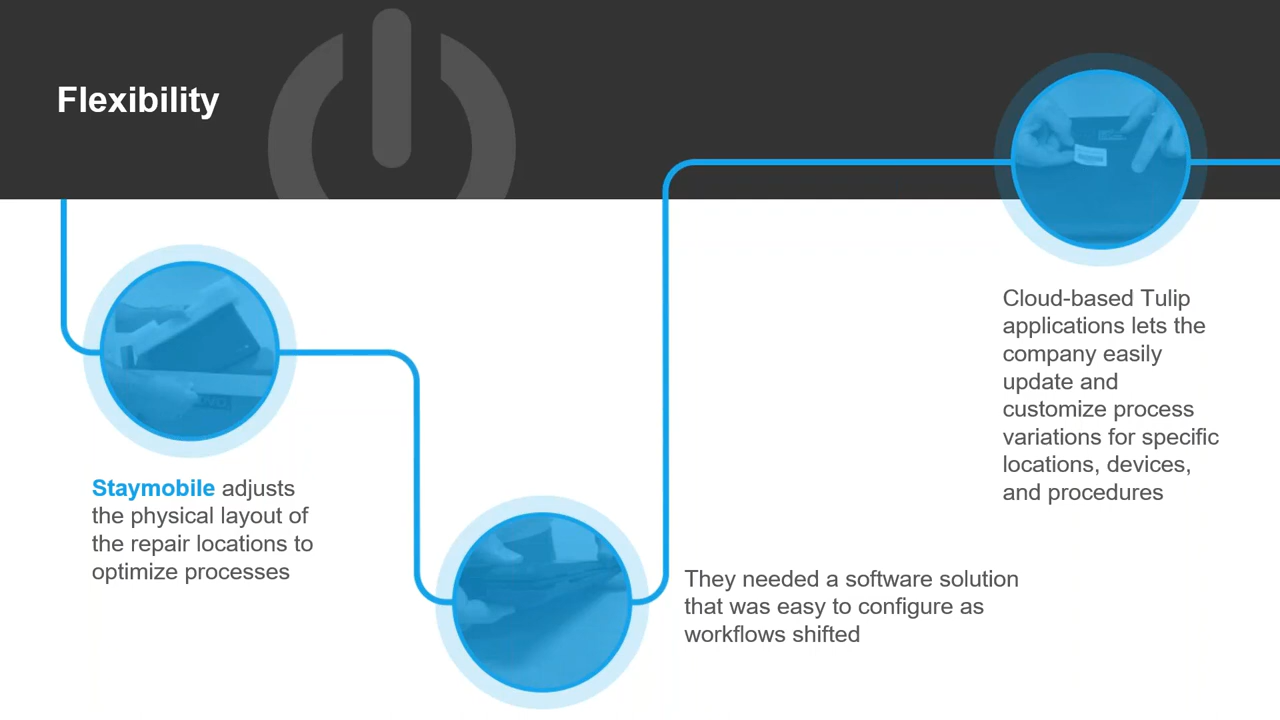 Flexibility
Staymobile adjusts
the physical layout of
the repair locations to
optimize processes
They needed a software solution
that was easy to configure as
workflows shifted
Cloud-based Tulip
applications lets the
company easily
update and
customize process
variations for specific
locations, devices,
and procedures